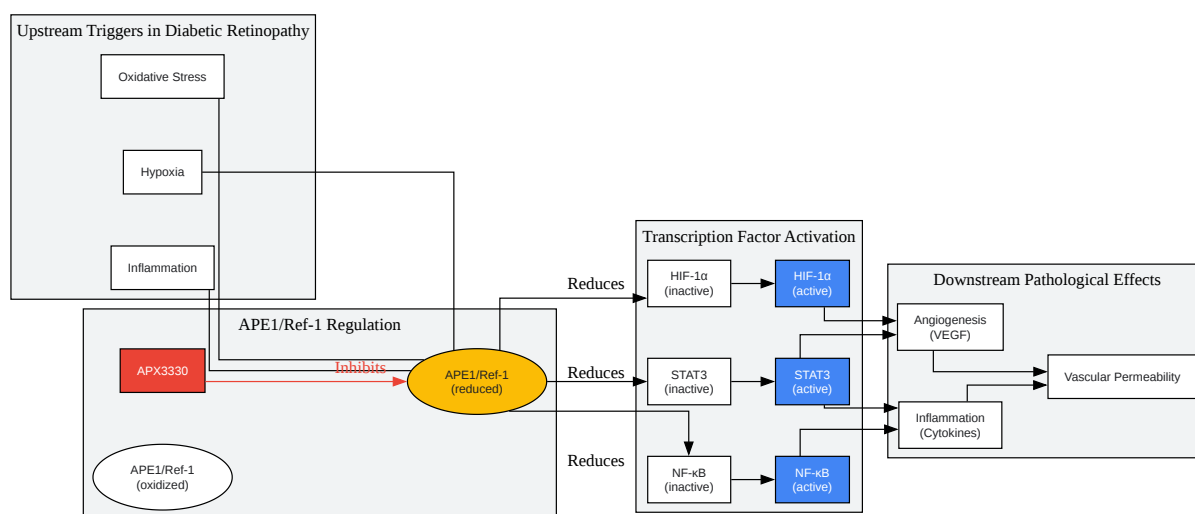 Upstream Triggers in Diabetic Retinopathy
Oxidative Stress
Hypoxia
Inflammation
APE1/Ref-1 Regulation
APX3330
Inhibits
APE1/Ref-1
(reduced)
APE1/Ref-1
(oxidized)
Reduces
Reduces
Reduces
Transcription Factor Activation
HIF-1α
(inactive)
HIF-1α
(active)
STAT3
(inactive)
STAT3
(active)
NF-κB
(inactive)
NF-κB
(active)
Downstream Pathological Effects
Angiogenesis
(VEGF)
Inflammation
(Cytokines)
Vascular Permeability